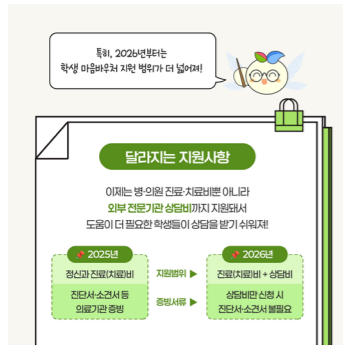 특히, 2026년부터는
학생 마음바우처 지원 범위가 더 넓어져!
달라지는 지원사항
이제는 병·의원 진료·치료비뿐 아니라
외부 전문기관 상담비까지 지원돼서
도움이 더 필요한 학생들이 상담을 받기 쉬워져!
2025년
2026년
정신과 진료(치료)비 지원범위 ▶ 진료(치료)비 + 상담비
진단서·소견서 등 상담비만 신청 시
증빙서류 ▶
의료기관 증빙 진단서·소견서 불필요